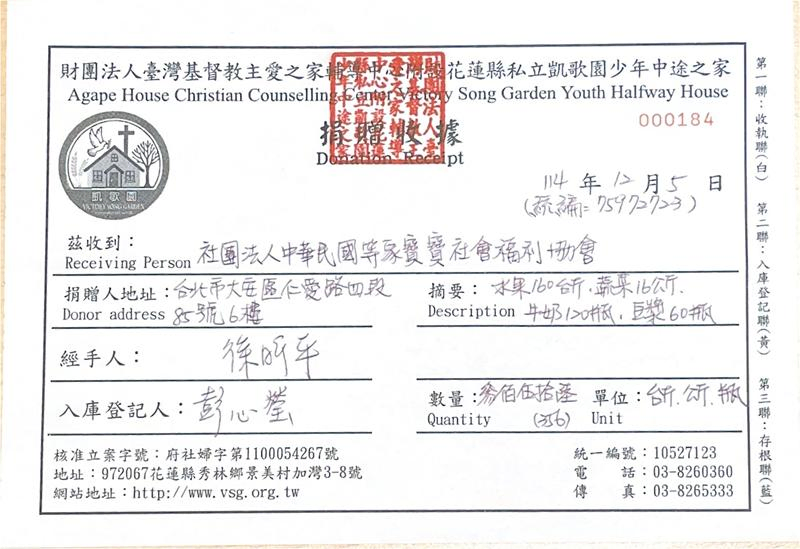 財團法人臺灣基督教主愛之家輔導中心附設花蓮縣私立凱歌園少年中途之家
Agape House Christian Counselling Center Victory Song Garden Youth Halfway House
捐贈收據
Donation Receipt
000184
凱歌園
VICTORY SONG GARDEN
114 年 12 月 5 日
(統編:75972723)
茲收到:
Receiving Person
社團法人中華民國等家寶寶社會福利協會
捐贈人地址:台北市大安區仁愛路四段
Donor address 85號6樓
摘要:水果160台斤.蔬菜16公斤.
Description 牛奶120瓶.豆漿60瓶
經手人:徐昕平
入庫登記人:彭心瑩
數量:參佰伍拾陸
Quantity (356)
單位:台斤.公斤.瓶
Unit
核准立案字號:府社婦字第1100054267號
地址:972067花蓮縣秀林鄉景美村加灣3-8號
網站地址:http://www.vsg.org.tw
統一編號:10527123
電 話:03-8260360
傳 真:03-8265333
第一聯:收執聯(白)
第二聯:入庫登記聯(黃)
第三聯:存根聯(藍)